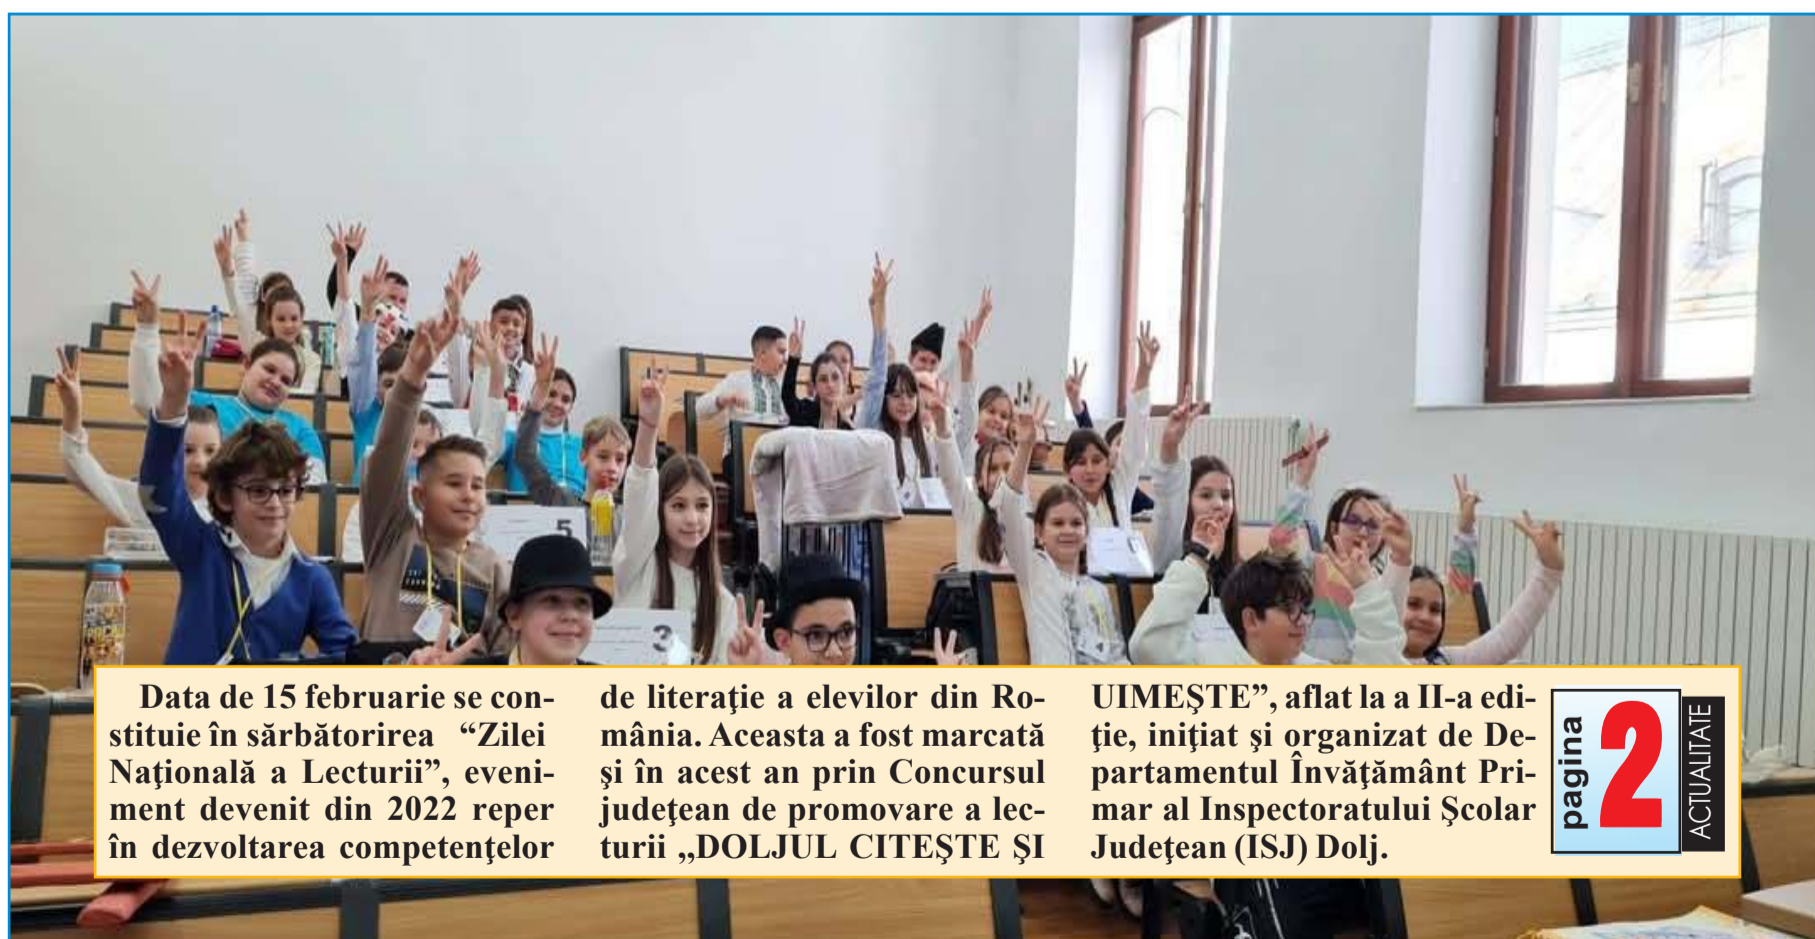 5
3
Data de 15 februarie se con-
stituie în sărbătorirea “Zilei
Naţională a Lecturii”, eveni-
ment devenit din 2022 reper
în dezvoltarea competenţelor
de literaţie a elevilor din Ro-
mânia. Aceasta a fost marcată
şi în acest an prin Concursul
judeţean de promovare a lec-
turii „DOLJUL CITEŞTE ŞI
UIMEŞTE”, aflat la a II-a edi-
ţie, iniţiat şi organizat de De-
partamentul Învăţământ Pri-
mar al Inspectoratului Şcolar
Judeţean (ISJ) Dolj.
pagina
2
ACTUALITATE